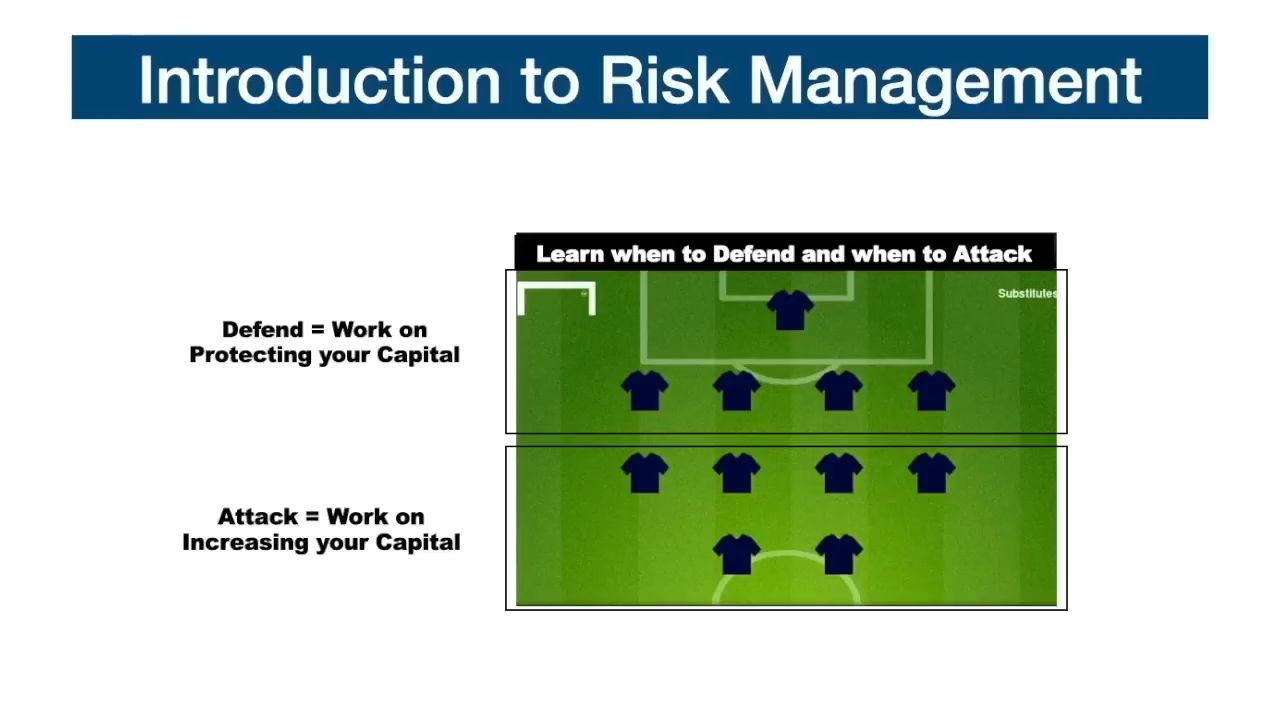 Introduction to Risk Management
Learn when to Defend and when to Attack
Substitutes
Defend = Work on
Protecting your Capital
Attack = Work on
Increasing your Capital